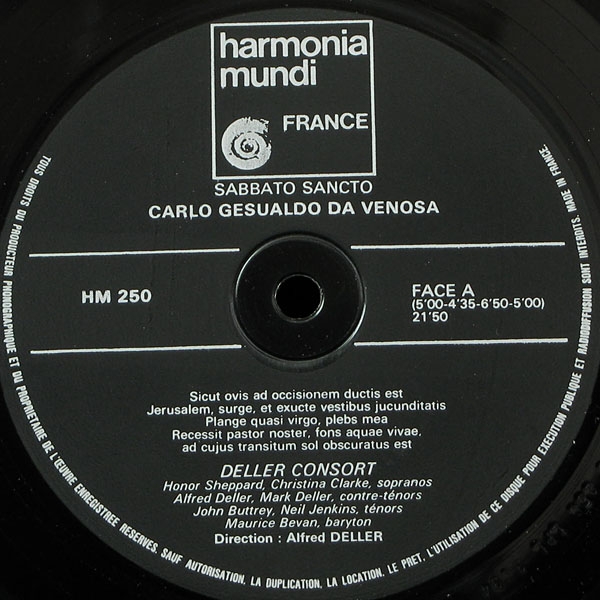 harmonia
mundi
FRANCE
SABBATO SANCTO
CARLO GESUALDO DA VENOSA
HM 250
FACE A
(5'00-4'35-6'50-5'00)
21'50
Sicut ovis ad occisionem ductis est
Jerusalem, surge, et exucte vestibus jucunditatis
Plange quasi virgo, plebs mea
Recessit pastor noster, fons aquae vivae,
ad cujus transitum sol obscuratus est
DELLER CONSORT
Honor Sheppard, Christina Clarke, sopranos
Alfred Deller, Mark Deller, contre-ténors
John Buttrey, Neil Jenkins, ténors
Maurice Bevan, baryton
Direction : Alfred DELLER
TOUS DROITS DU PRODUCTEUR PHONOGRAPHIQUE ET DU PROPRIETAIRE DE L'ŒUVRE ENREGISTREE RESERVES. SAUF AUTORISATION, LA DUPLICATION, LA LOCATION, LE PRET, L'UTILISATION DE CE DISQUE POUR EXECUTION PUBLIQUE ET RADIODIFFUSION SONT INTERDITS. MADE IN FRANCE.